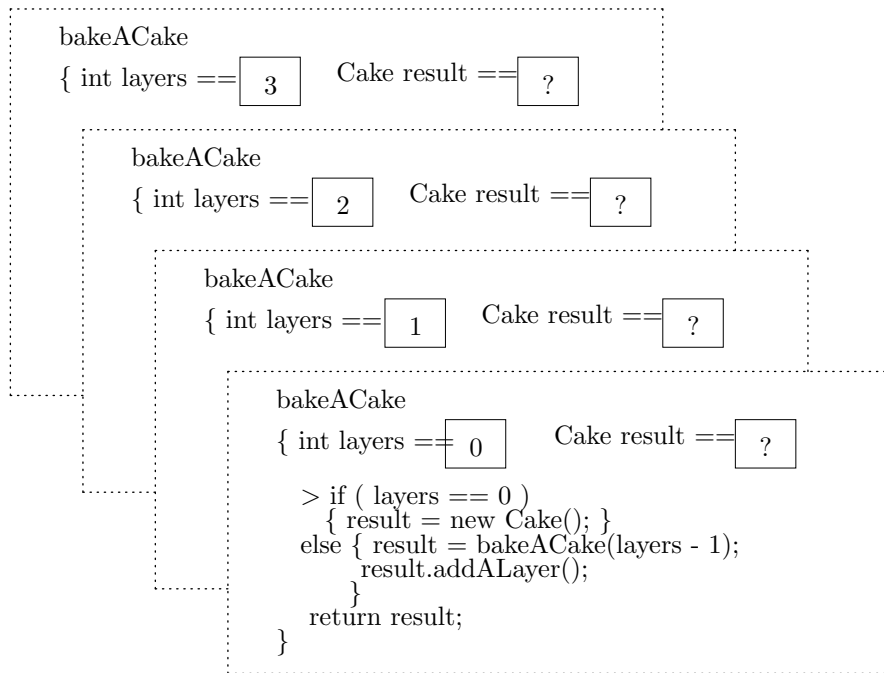 bakeACake
{ int layers == 3 Cake result == ?
bakeACake
{ int layers == 2 Cake result == ?
bakeACake
{ int layers == 1 Cake result == ?
bakeACake
{ int layers == 0 Cake result == ?
> if ( layers == 0 )
{ result = new Cake(); }
else { result = bakeACake(layers - 1);
result.addALayer();
}
return result;
}